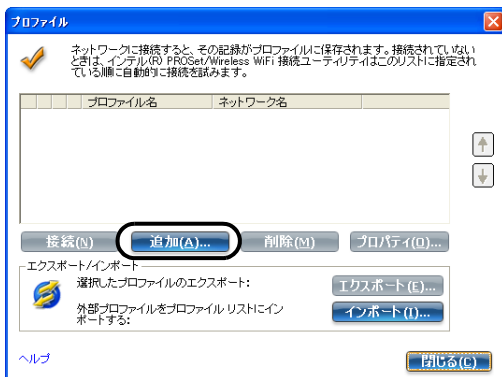 プロファイル
ネットワークに接続すると、その記録がプロファイルに保存されます。接続されていない
ときは、インテル(R) PROSet/Wireless WiFi 接続ユーティリティはこのリストに指定され
ている順に自動的に接続を試みます。
プロファイル名 ネットワーク名
接続(N) 追加(A)... 削除(M) プロパティ(O)...
エクスポート/インポート
選択したプロファイルのエクスポート: エクスポート(E)...
外部プロファイルをプロファイル リストにイン
ポートする: インポート(I)...
ヘルプ 閉じる(C)